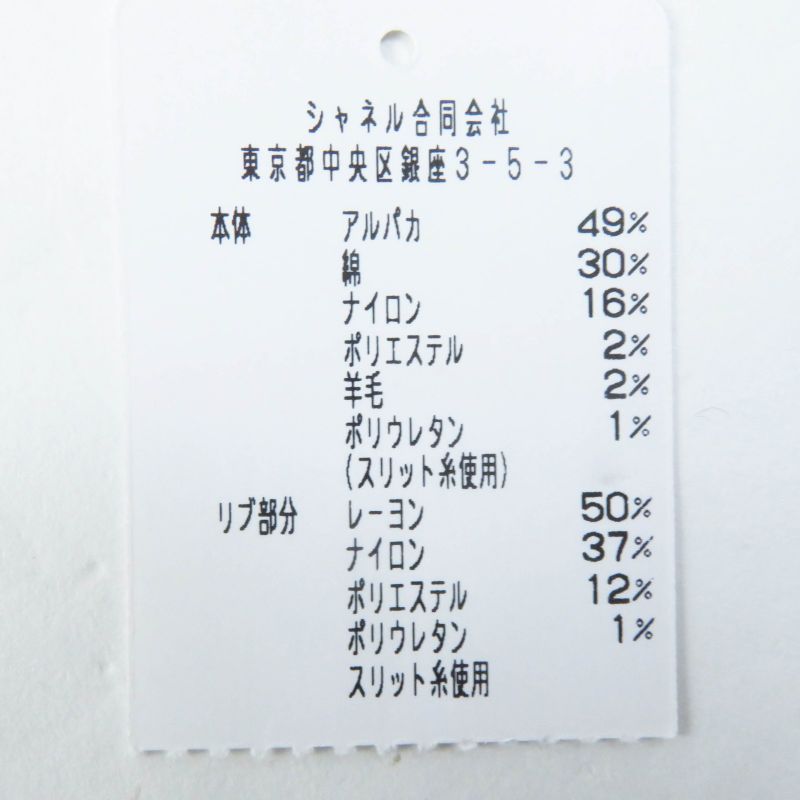 シャネル合同会社
東京都中央区銀座3-5-3
本体 アルパカ 49%
綿 30%
ナイロン 16%
ポリエステル 2%
羊毛 2%
ポリウレタン 1%
(スリット糸使用)
リブ部分 レーヨン 50%
ナイロン 37%
ポリエステル 12%
ポリウレタン 1%
スリット糸使用